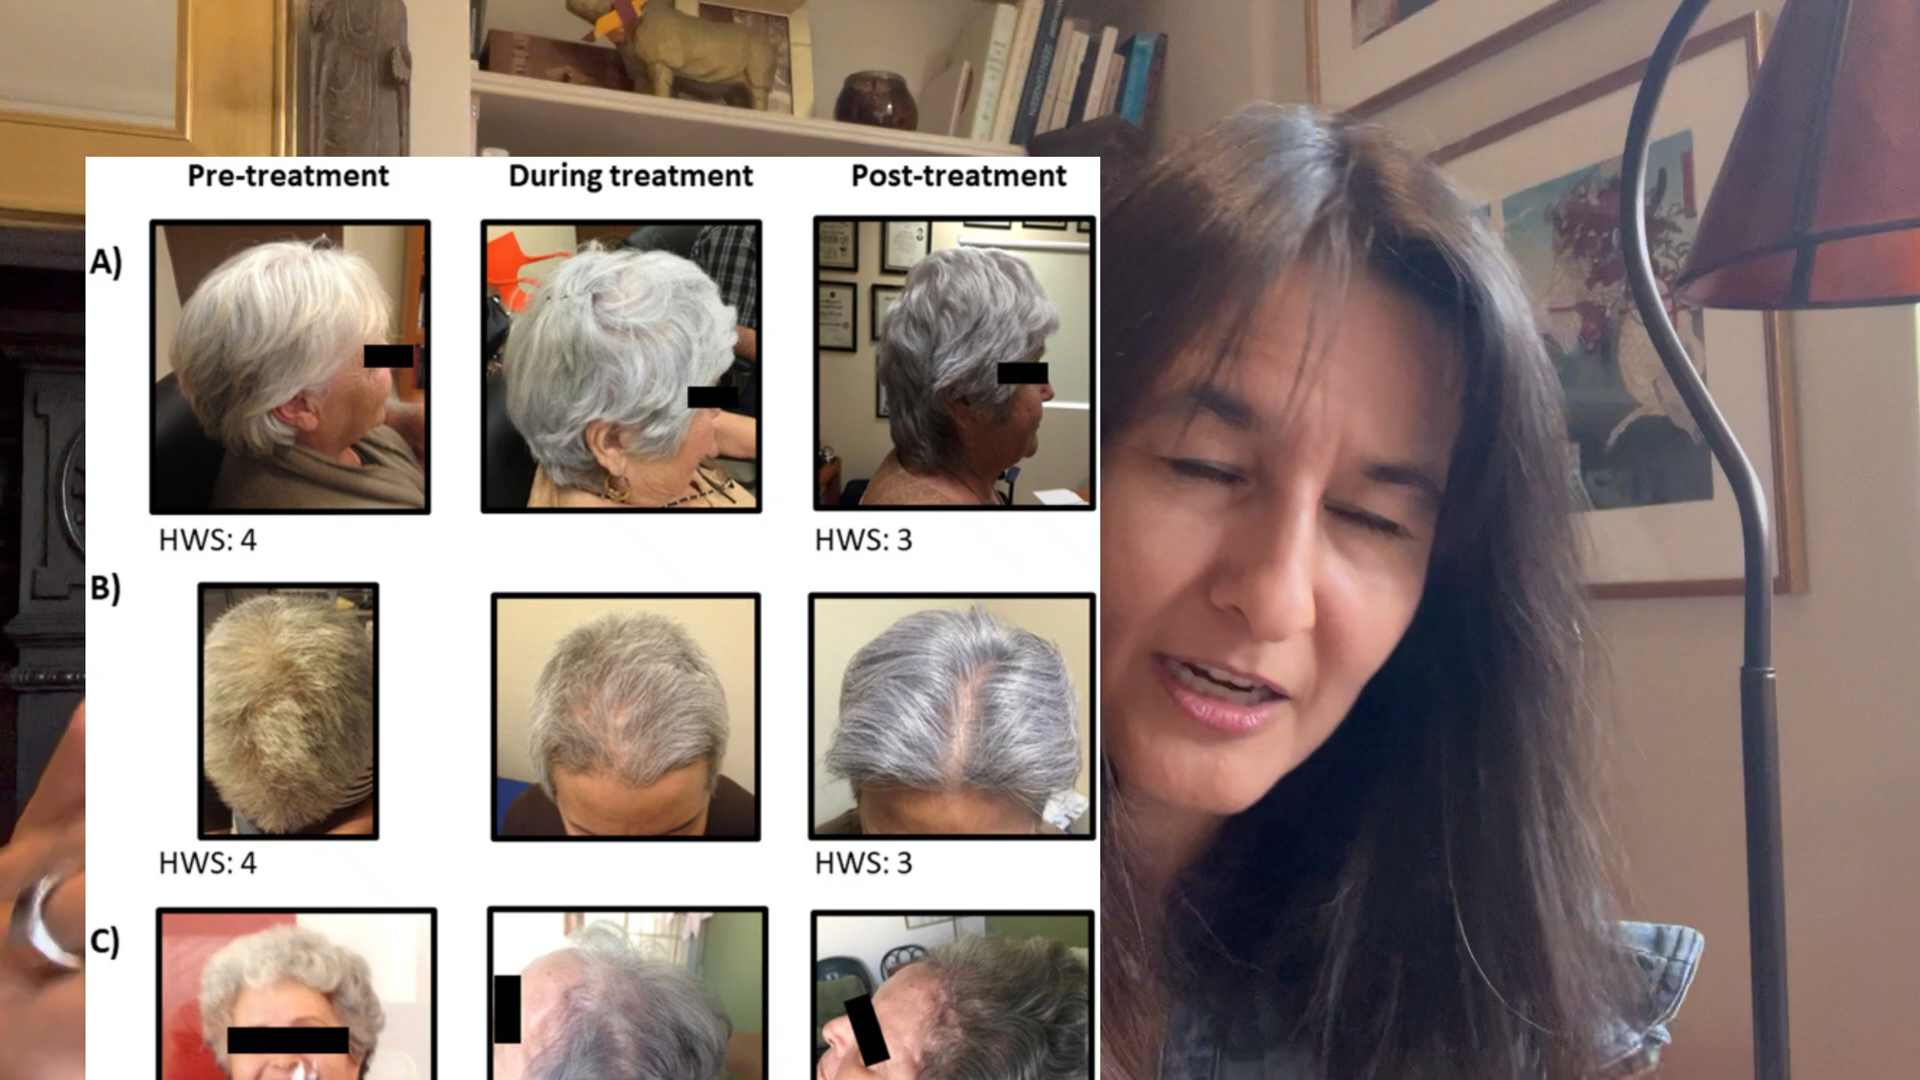 Pre-treatment During treatment Post-treatment
A)
HWS: 4 HWS: 3
B)
HWS: 4 HWS: 3
C)